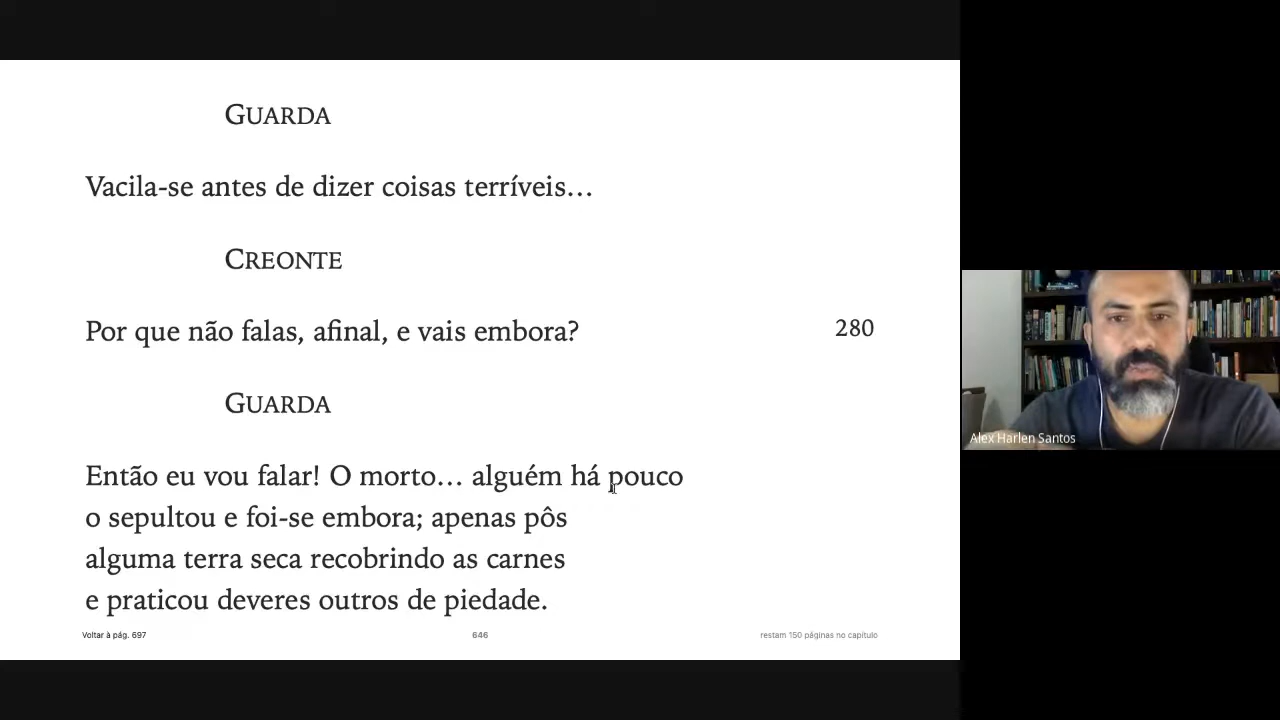 GUARDA
Vacila-se antes de dizer coisas terríveis…
CREONTE
Por que não falas, afinal, e vais embora?
280
GUARDA
Então eu vou falar! O morto… alguém há pouco
o sepultou e foi-se embora; apenas pôs
alguma terra seca recobrindo as carnes
e praticou deveres outros de piedade.
Voltar à pág. 697
646
restam 150 páginas no capítulo
Alex Harlen Santos